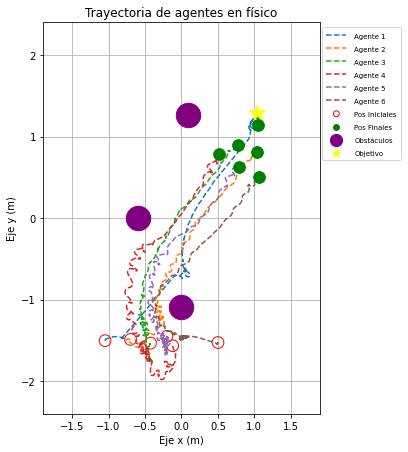 Trayectoria de agentes en físico
2
1
0
−1
−2
Eje y (m)
−1.5
−1.0
−0.5
0.0
0.5
1.0
1.5
Eje x (m)
Agente 1
Agente 2
Agente 3
Agente 4
Agente 5
Agente 6
Pos Iniciales
Pos Finales
Obstáculos
Objetivo